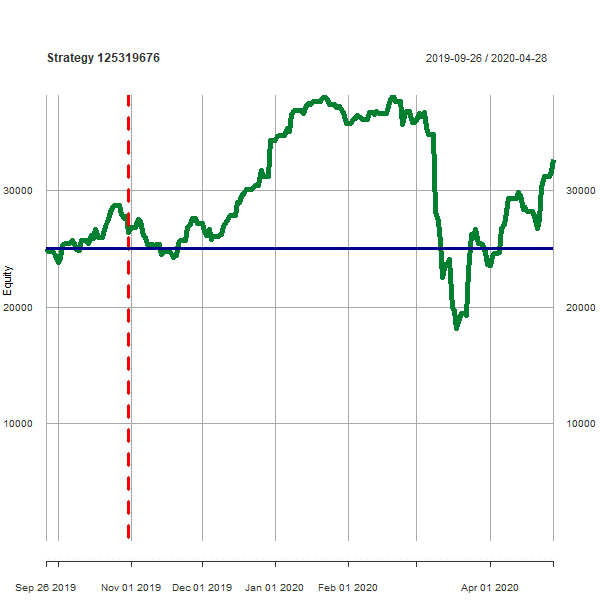 Strategy 125319676
2019-09-26 / 2020-04-28
30000
30000
Equity
20000
20000
10000
10000
Sep 26 2019
Nov 01 2019
Dec 01 2019
Jan 01 2020
Feb 01 2020
Apr 01 2020